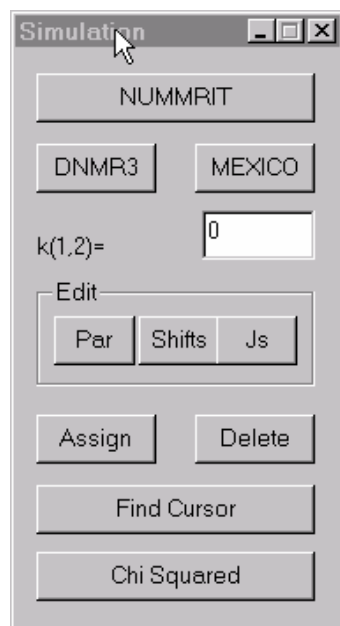 Simulation
NUMMRIT
DNMR3 MEXICO
k(1,2)= 0
Edit
Par Shifts Js
Assign Delete
Find Cursor
Chi Squared